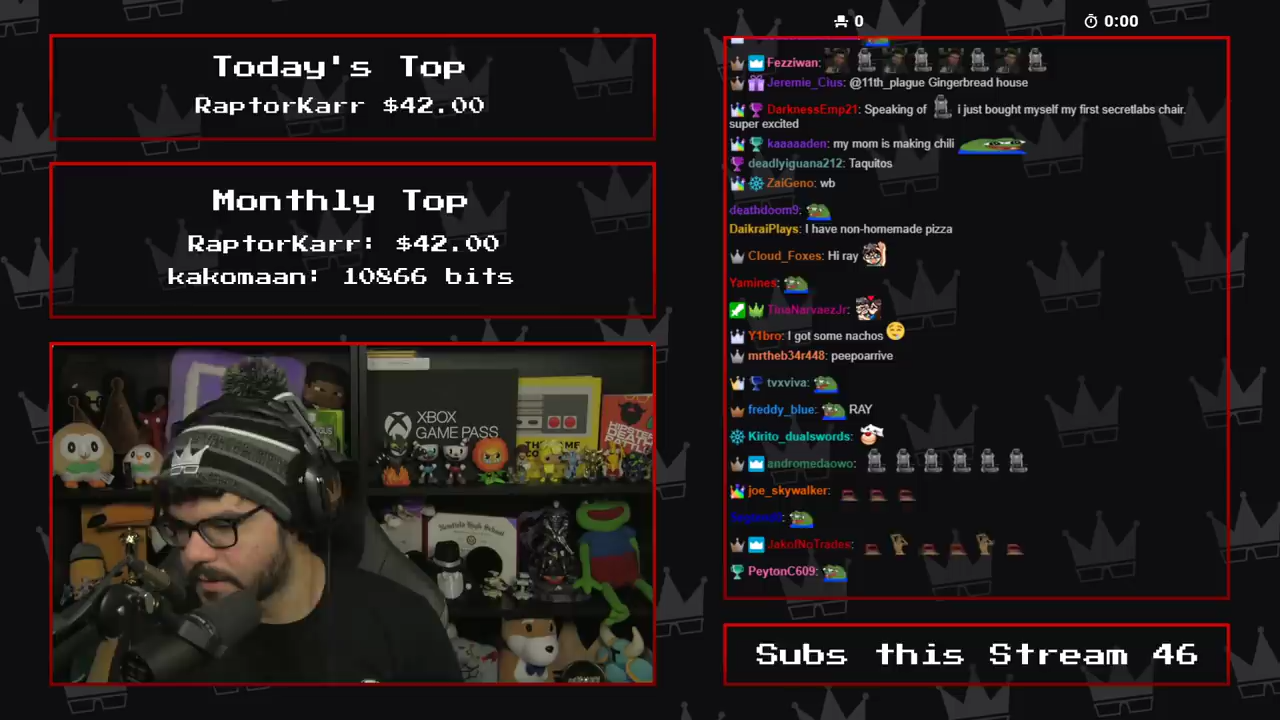 0
0:00
Today's Top
RaptorKarr $42.00
Monthly Top
RaptorKarr: $42.00
kakomaan: 10866 bits
Fezziwan:
Jeremie_Cius: @11th_plague Gingerbread house
DarknessEmp21: Speaking of i just bought myself my first secretlabs chair.
super excited
kaaaaaden: my mom is making chili
deadlyiguana212: Taquitos
ZaiGeno: wb
deathdoom9:
DaikraiPlays: I have non-homemade pizza
Cloud_Foxes: Hi ray
Yamines:
TinaNarvaezJr:
Y1bro: I got some nachos
mrtheb34r448: peepoarrive
tvxviva:
freddy_blue: RAY
Kirito_dualswords:
andromedaowo:
joe_skywalker:
JakofNoTrades:
PeytonC609:
XBOX
GAME PASS
Subs this Stream 46